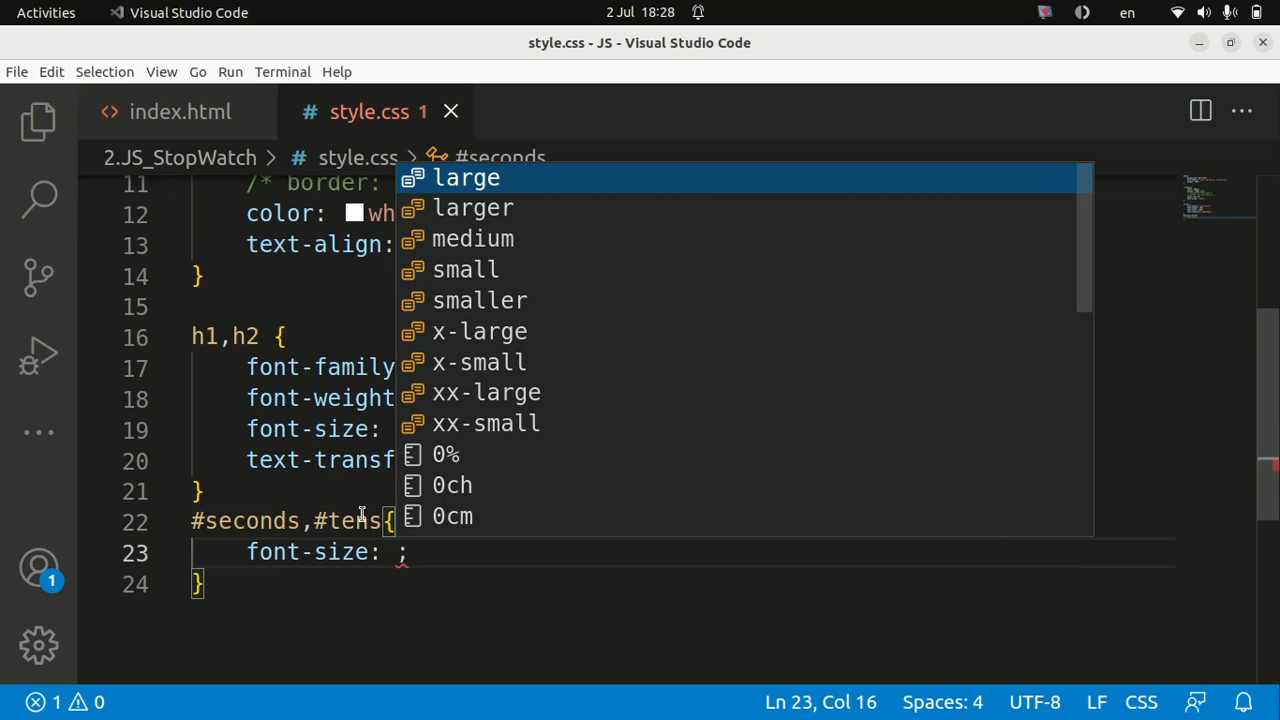 Activities Visual Studio Code 2 Jul 18:28 en
style.css - JS - Visual Studio Code
File Edit Selection View Go Run Terminal Help
index.html # style.css 1
2.JS_StopWatch > # style.css > #seconds
11 /* border:
12 color: wh
13 text-align:
14 }
15
16 h1,h2 {
17 font-family
18 font-weight
19 font-size:
20 text-transf
21 }
22 #seconds,#tens{
23 font-size: ;
24 }
large
larger
medium
small
smaller
x-large
x-small
xx-large
xx-small
0%
0ch
0cm
1
1 0 Ln 23, Col 16 Spaces: 4 UTF-8 LF CSS